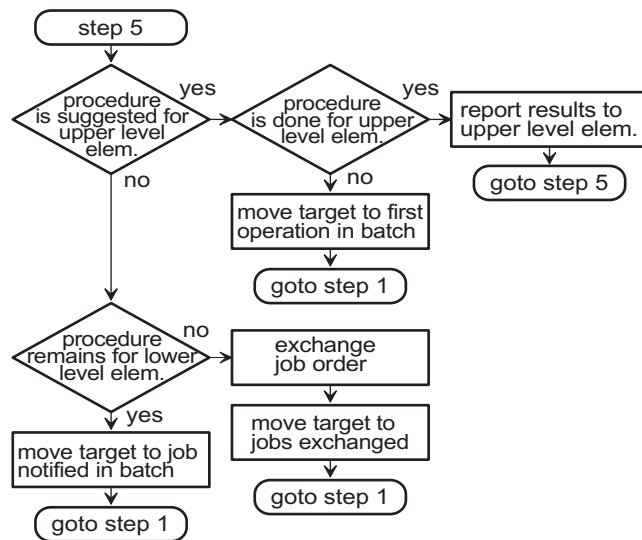 step 5
procedure
is suggested for
upper level
elem.
yes
no
procedure
is done for upper
level elem.
yes
no
report results to
upper level elem.
goto step 5
move target to first
operation in batch
goto step 1
procedure
remains for lower
level elem.
no
yes
exchange
job order
move target to
jobs exchanged
goto step 1
move target to job
notified in batch
goto step 1